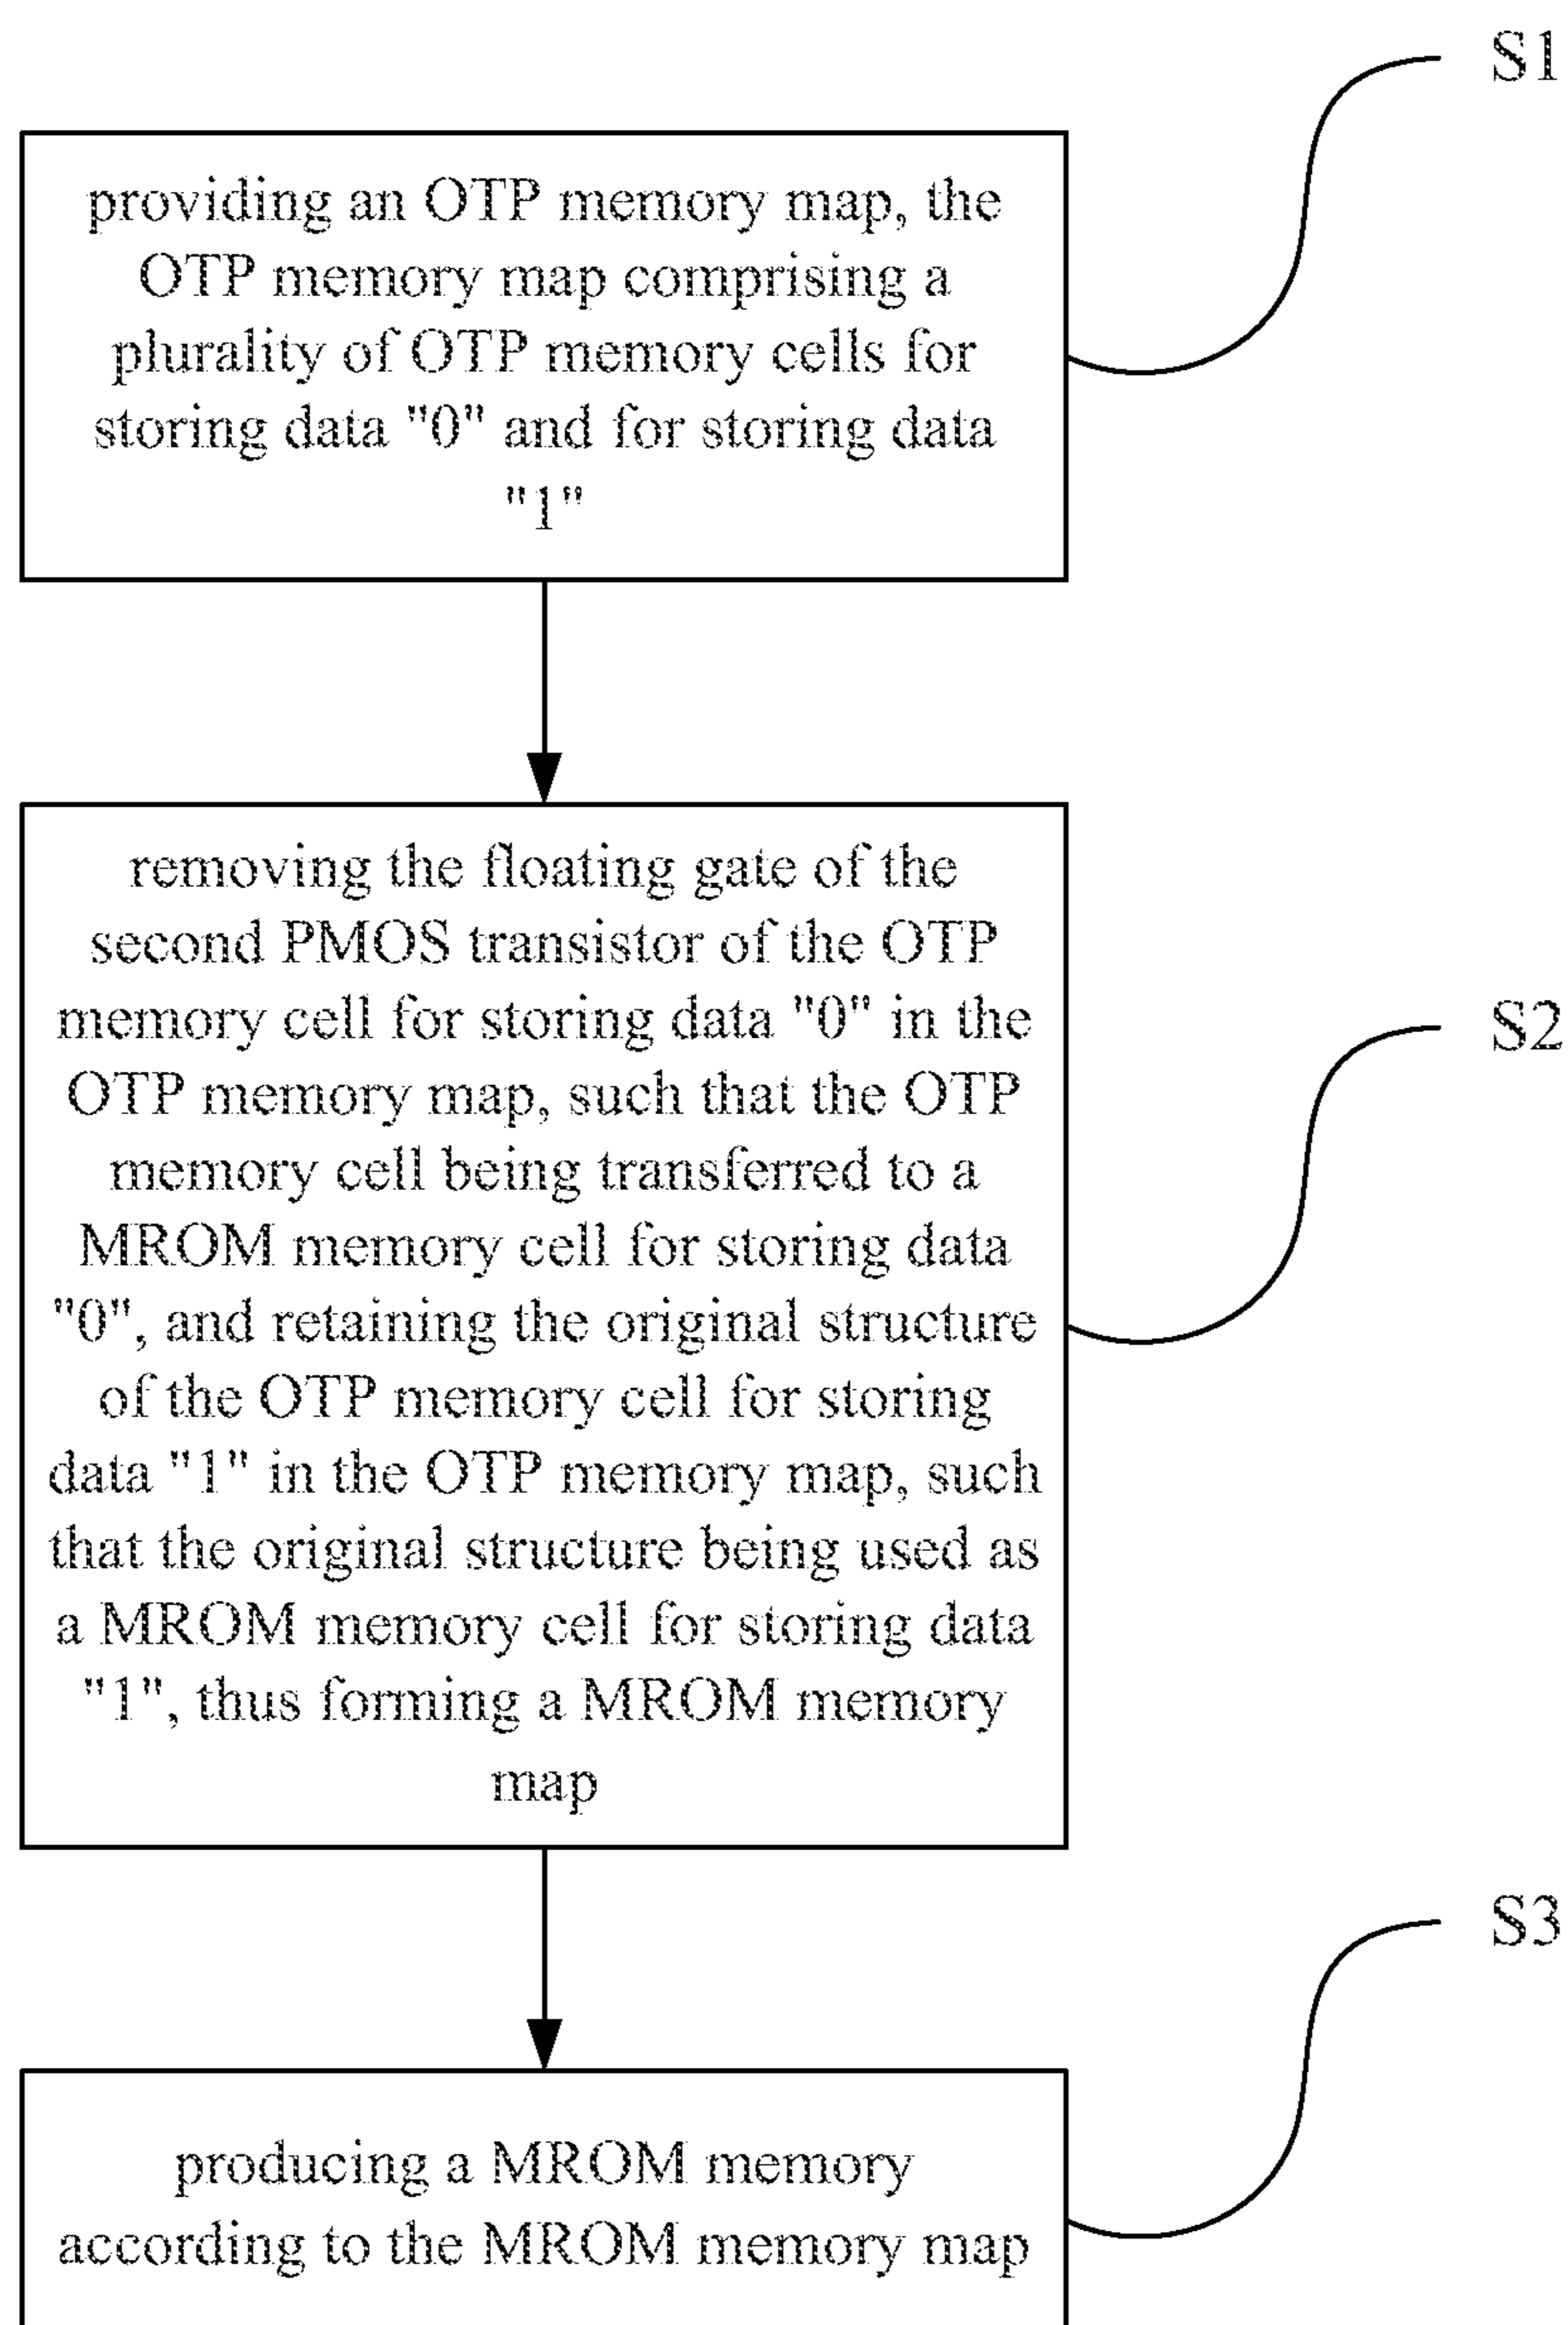 S1
providing an OTP memory map, the
OTP memory map comprising a
plurality of OTP memory cells for
storing data "0" and for storing data
"1"
removing the floating gate of the
second PMOS transistor of the OTP
memory cell for storing data "0" in the
OTP memory map, such that the OTP
memory cell being transferred to a
MROM memory cell for storing data
"0", and retaining the original structure
of the OTP memory cell for storing
data "1" in the OTP memory map, such
that the original structure being used as
a MROM memory cell for storing data
"1", thus forming a MROM memory
map
S2
S3
producing a MROM memory
according to the MROM memory map